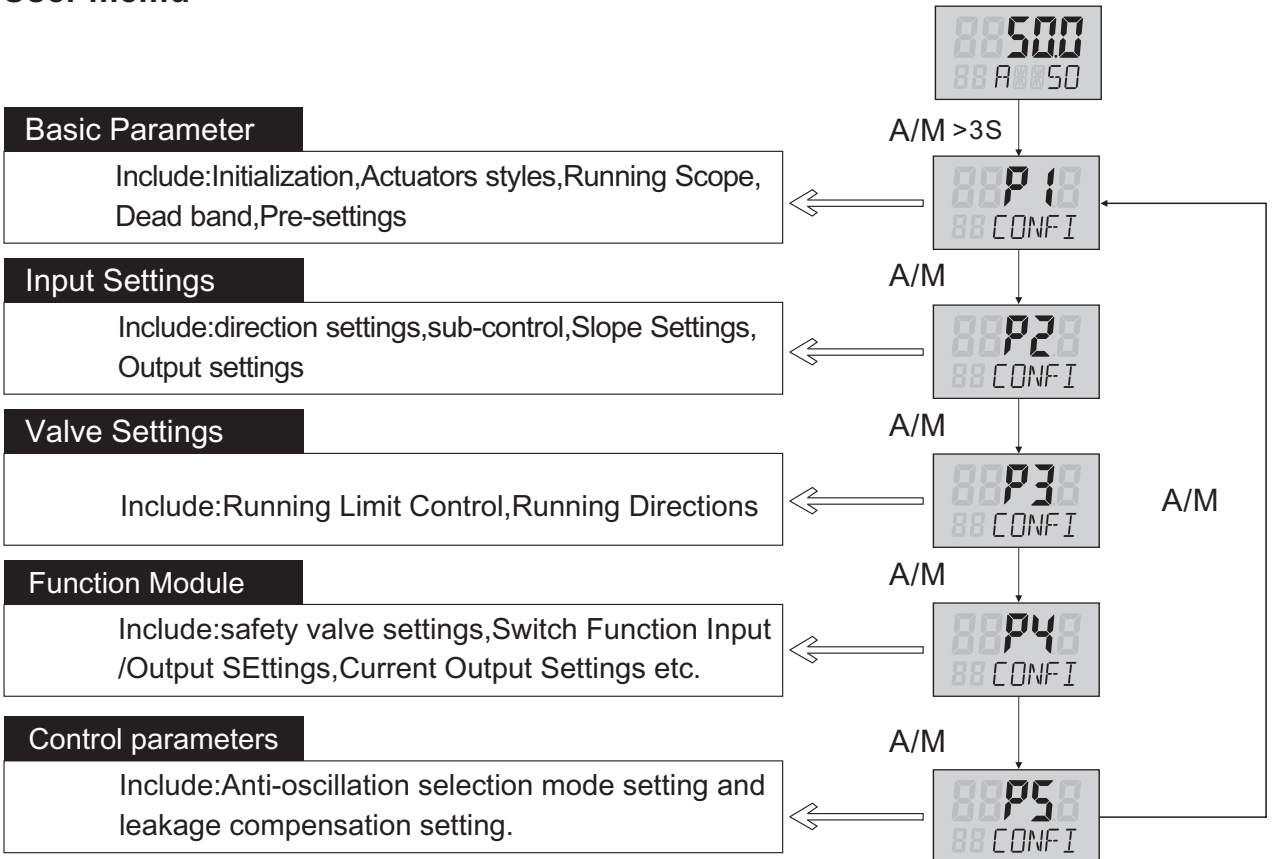 User
50.0
A 50
Basic Parameter
A/M >3S
Include:Initialization,Actuators styles,Running Scope,
Dead band,Pre-settings
P1
CONFI
Input Settings
A/M
Include:direction settings,sub-control,Slope Settings,
Output settings
P2
CONFI
Valve Settings
A/M
Include:Running Limit Control,Running Directions
P3
CONFI
A/M
Function Module
A/M
Include:safety valve settings,Switch Function Input
/Output SEttings,Current Output Settings etc.
P4
CONFI
Control parameters
A/M
Include:Anti-oscillation selection mode setting and
leakage compensation setting.
P5
CONFI